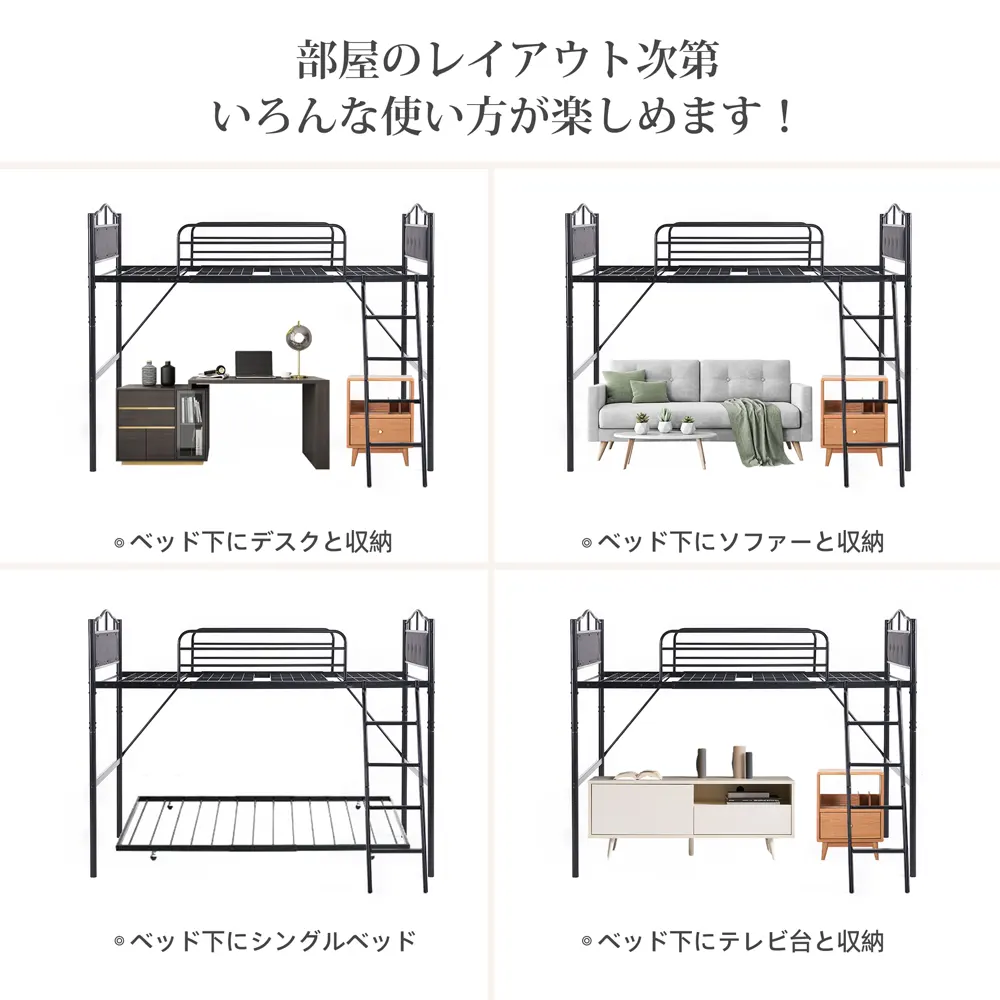 部屋のレイアウト次第
いろんな使い方が楽しめます！
◎ベッド下にデスクと収納
◎ベッド下にソファーと収納
◎ベッド下にシングルベッド
◎ベッド下にテレビ台と収納